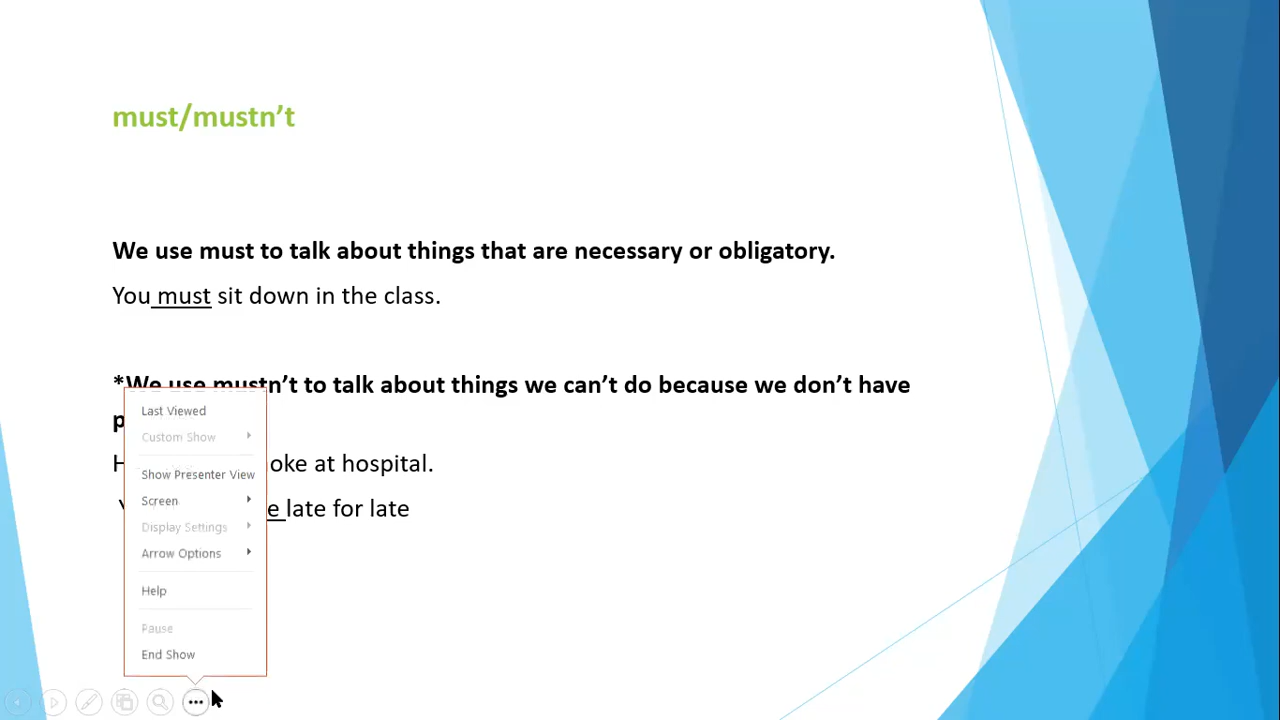 must/mustn’t
We use must to talk about things that are necessary or obligatory.
You must sit down in the class.
*We use mustn’t to talk about things we can’t do because we don’t have
oke at hospital.
e late for late
Last Viewed
Custom Show
Show Presenter View
Screen
Display Settings
Arrow Options
Help
Pause
End Show